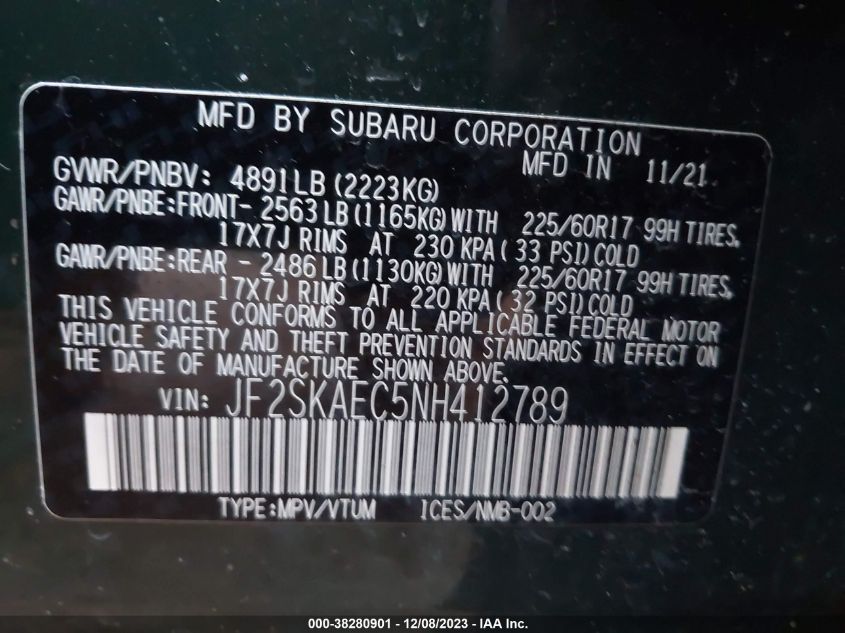 MFD BY SUBARU CORPORATION
MFD IN 11/21
GVWR/PNBV: 4891LB (2223KG)
GAWR/PNBE:FRONT- 2563LB(1165KG)WITH 225/60R17 99H TIRES,
17X7J RIMS AT 230 KPA( 33 PSI)COLD
GAWR/PNBE:REAR - 2486LB(1130KG)WITH 225/60R17 99H TIRES,
17X7J RIMS AT 220 KPA(32 PSI)COLD
THIS VEHICLE CONFORMS TO ALL APPLICABLE FEDERAL MOTOR
VEHICLE SAFETY AND THEFT PREVENTION STANDARDS IN EFFECT ON
THE DATE OF MANUFACTURE SHOWN ABOVE.
VIN: JF2SKAEC5NH412789
TYPE:MPV/VTUM ICES/NMB-002
000-38280901 - 12/08/2023 - IAA Inc.